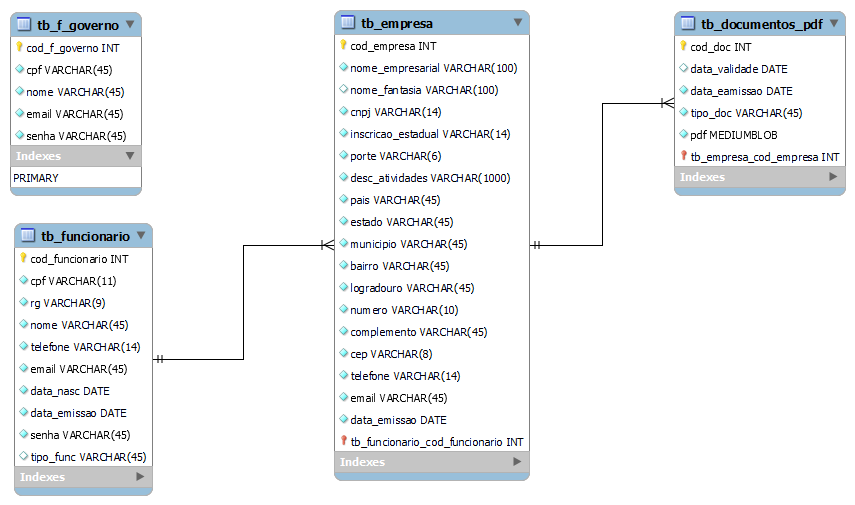 tb_f_governo
cod_f_governo INT
cpf VARCHAR(45)
nome VARCHAR(45)
email VARCHAR(45)
senha VARCHAR(45)
Indexes
PRIMARY
tb_funcionario
cod_funcionario INT
cpf VARCHAR(11)
rg VARCHAR(9)
nome VARCHAR(45)
telefone VARCHAR(14)
email VARCHAR(45)
data_nasc DATE
data_emissao DATE
senha VARCHAR(45)
tipo_func VARCHAR(45)
Indexes
tb_empresa
cod_empresa INT
nome_empresarial VARCHAR(100)
nome_fantasia VARCHAR(100)
cnpj VARCHAR(14)
inscricao_estadual VARCHAR(14)
porte VARCHAR(6)
desc_atividades VARCHAR(1000)
pais VARCHAR(45)
estado VARCHAR(45)
municipio VARCHAR(45)
bairro VARCHAR(45)
logradouro VARCHAR(45)
numero VARCHAR(10)
complemento VARCHAR(45)
cep VARCHAR(8)
telefone VARCHAR(14)
email VARCHAR(45)
data_emissao DATE
tb_funcionario_cod_funcionario INT
Indexes
tb_documentos_pdf
cod_doc INT
data_validade DATE
data_eamissao DATE
tipo_doc VARCHAR(45)
pdf MEDIUMBLOB
tb_empresa_cod_empresa INT
Indexes